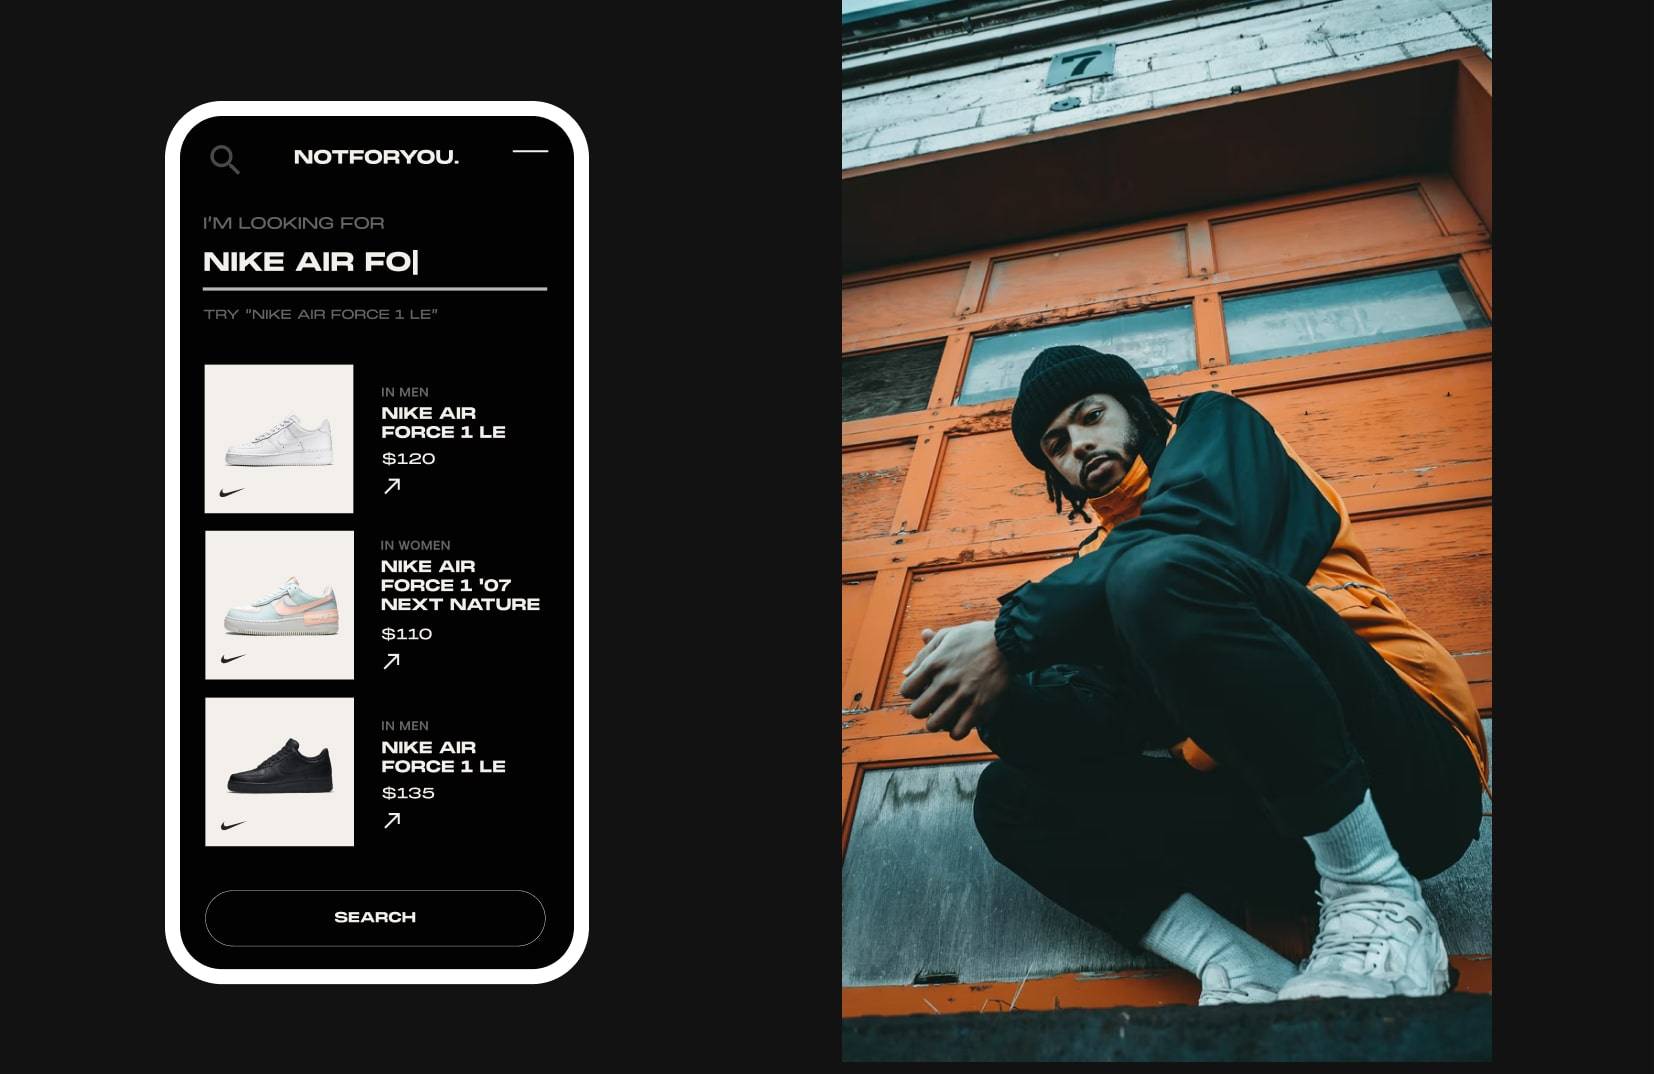 NOTFORYOU.
I'M LOOKING FOR
NIKE AIR FO|
TRY "NIKE AIR FORCE 1 LE"
IN MEN
NIKE AIR
FORCE 1 LE
$120
IN WOMEN
NIKE AIR
FORCE 1 '07
NEXT NATURE
$110
IN MEN
NIKE AIR
FORCE 1 LE
$135
SEARCH
7